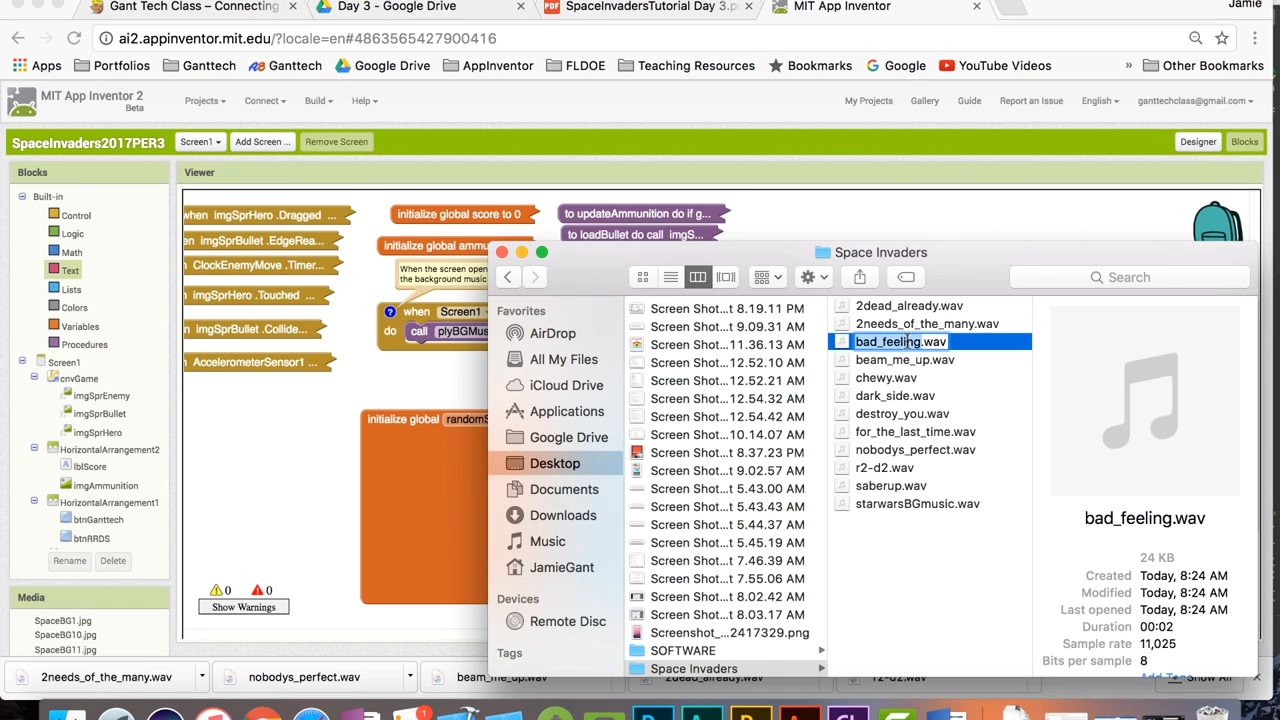 Gant Tech Class – Connecting
Day 3 - Google Drive
SpaceInvadersTutorial Day 3.p
MIT App Inventor
Jamie
ai2.appinventor.mit.edu/?locale=en#4863565427900416
Apps
Portfolios
Ganttech
Ganttech
Google Drive
AppInventor
FLDOE
Teaching Resources
Bookmarks
Google
YouTube Videos
»
Other Bookmarks
MIT App Inventor 2
Beta
Projects
Connect
Build
Help
My Projects
Gallery
Guide
Report an Issue
English
ganttechclass@gmail.com
SpaceInvaders2017PER3
Screen1
Add Screen ...
Remove Screen
Designer
Blocks
Blocks
Built-in
Control
Logic
Math
Text
Lists
Colors
Variables
Procedures
Screen1
cnvGame
imgSprEnemy
imgSprBullet
imgSprHero
HorizontalArrangement2
lblScore
imgAmmunition
HorizontalArrangement1
btnGanttech
btnRRDS
Rename
Delete
Media
SpaceBG1.jpg
SpaceBG10.jpg
SpaceBG11.jpg
Viewer
when imgSprHero .Dragged ...
n imgSprBullet .EdgeRea...
ClockEnemyMove .Timer...
imgSprHero .Touched ...
imgSprBullet .Collide...
AccelerometerSensor1 ...
initialize global score to 0
initialize global ammu
to updateAmmunition do if g...
to loadBullet do call imgS...
When the screen open
the background music
? when Screen1
do call plyBGMus
initialize global randomS
0
0
Show Warnings
Space Invaders
Search
Favorites
AirDrop
All My Files
iCloud Drive
Applications
Google Drive
Desktop
Documents
Downloads
Music
JamieGant
Devices
Remote Disc
Tags
Screen Shot...t 8.19.11 PM
Screen Shot...t 9.09.31 AM
Screen Shot...t 11.36.13 AM
Screen Shot...t 12.52.10 AM
Screen Shot...t 12.52.21 AM
Screen Shot...t 12.54.32 AM
Screen Shot...t 12.54.42 AM
Screen Shot...t 10.14.07 AM
Screen Shot...t 8.37.23 PM
Screen Shot...t 9.02.57 AM
Screen Shot...t 5.43.00 AM
Screen Shot...t 5.43.43 AM
Screen Shot...t 5.44.37 AM
Screen Shot...t 5.45.19 AM
Screen Shot...t 7.46.39 AM
Screen Shot...t 7.55.06 AM
Screen Shot...t 8.02.42 AM
Screen Shot...t 8.03.17 AM
Screenshot_...2417329.png
SOFTWARE
Space Invaders
2dead_already.wav
2needs_of_the_many.wav
bad_feeling.wav
beam_me_up.wav
chewy.wav
dark_side.wav
destroy_you.wav
for_the_last_time.wav
nobodys_perfect.wav
r2-d2.wav
saberup.wav
starwarsBGmusic.wav
bad_feeling.wav
24 KB
Created Today, 8:24 AM
Modified Today, 8:24 AM
Last opened Today, 8:24 AM
Duration 00:02
Sample rate 11,025
Bits per sample 8
Add Tags
2needs_of_the_many.wav
nobodys_perfect.wav
beam_me_up.wav
2dead_already.wav
r2-d2.wav
Show All
1